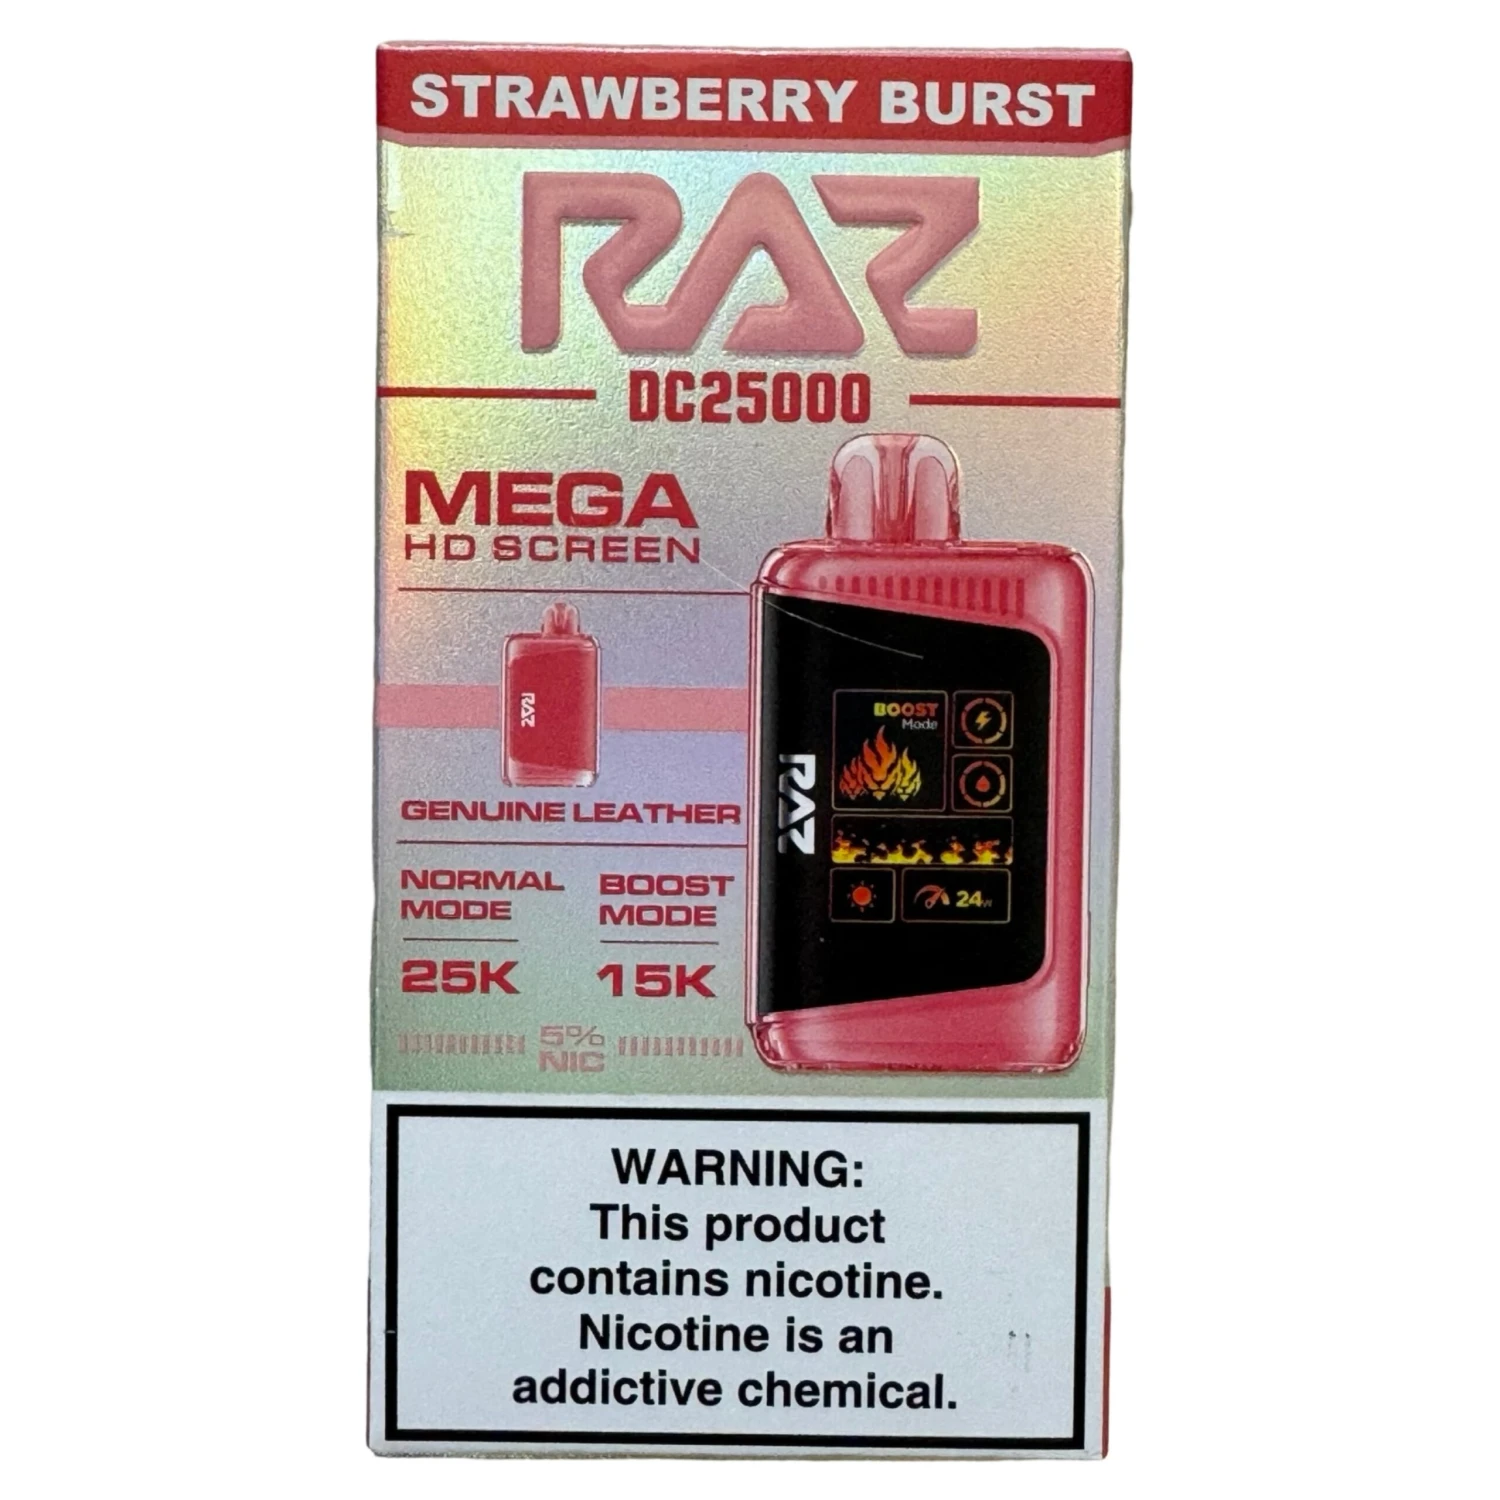 STRAWBERRY BURST
RAZ
DC25000
MEGA
HD SCREEN
RAZ
GENUINE LEATHER
NORMAL
MODE
25K
BOOST
MODE
15K
5%
NIC
BOOST
Mode
RAZ
24W
WARNING:
This product
contains nicotine.
Nicotine is an
addictive chemical.